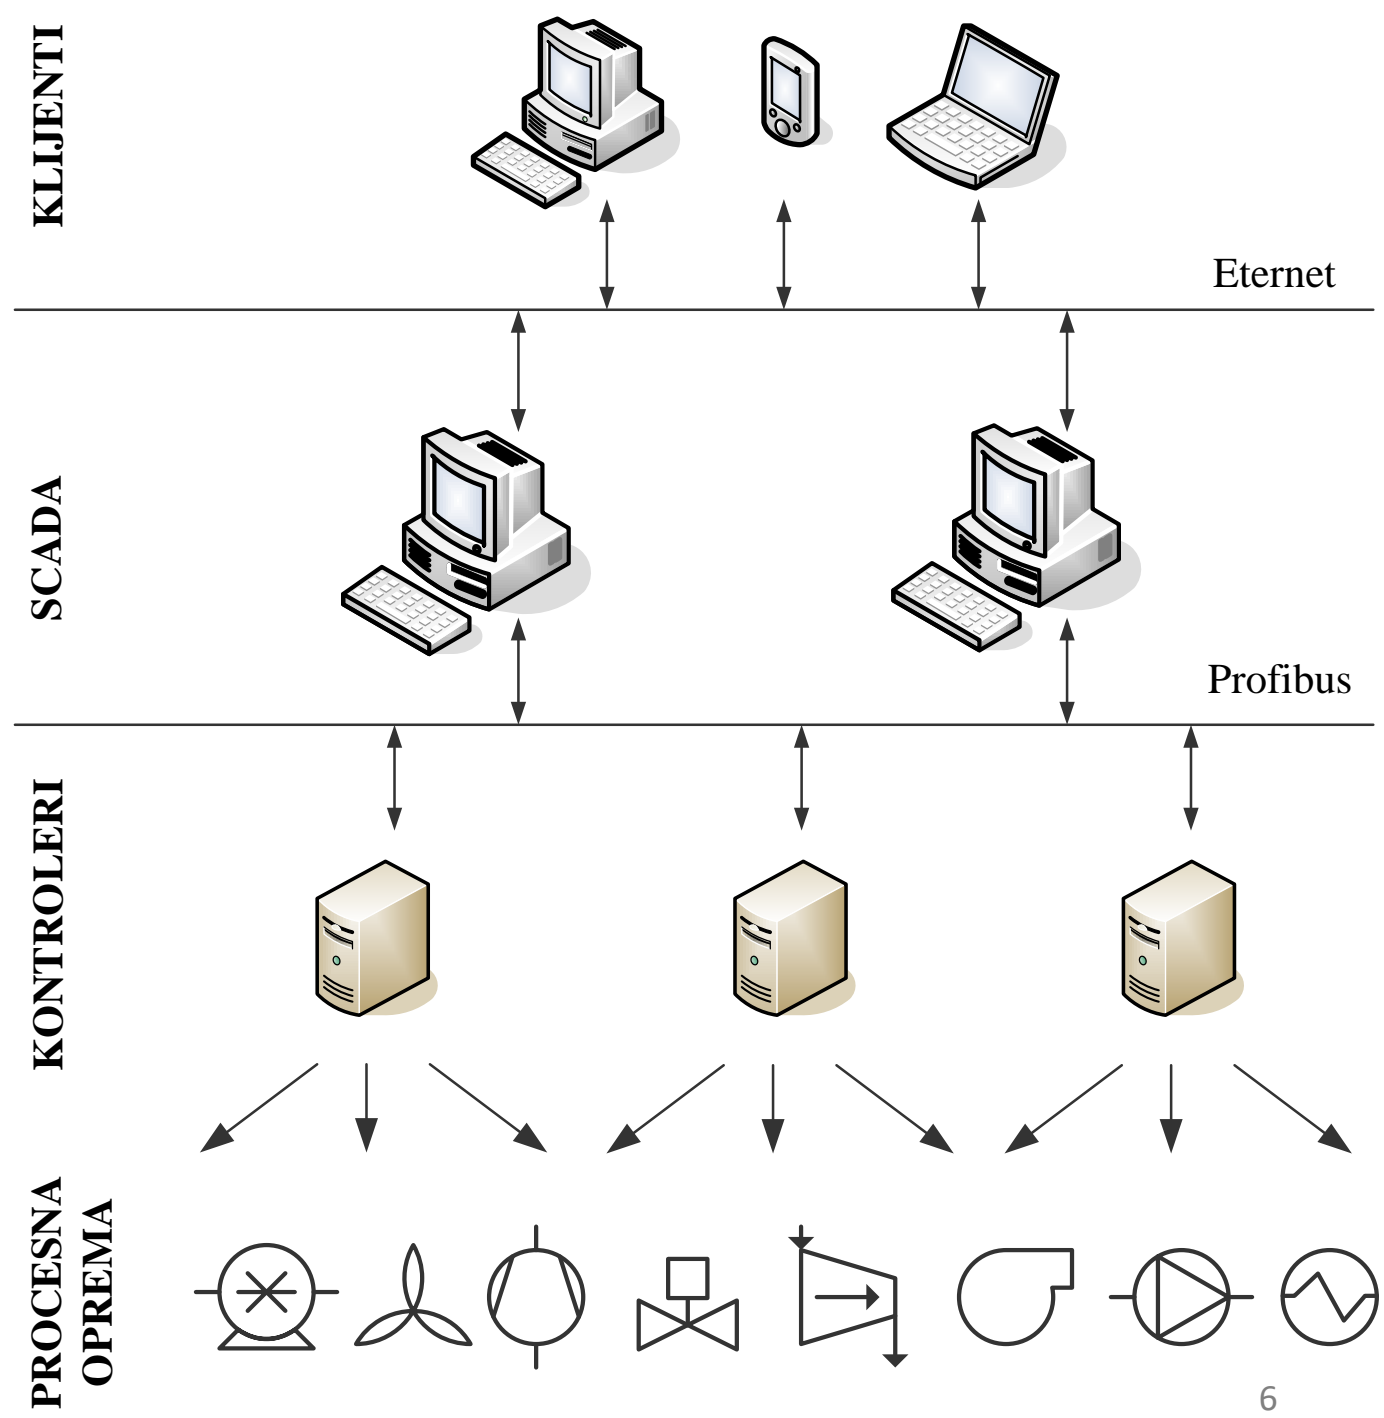 KLIJENTI
Eternet
SCADA
Profibus
KONTROLERI
PROCESNA
OPREMA
6